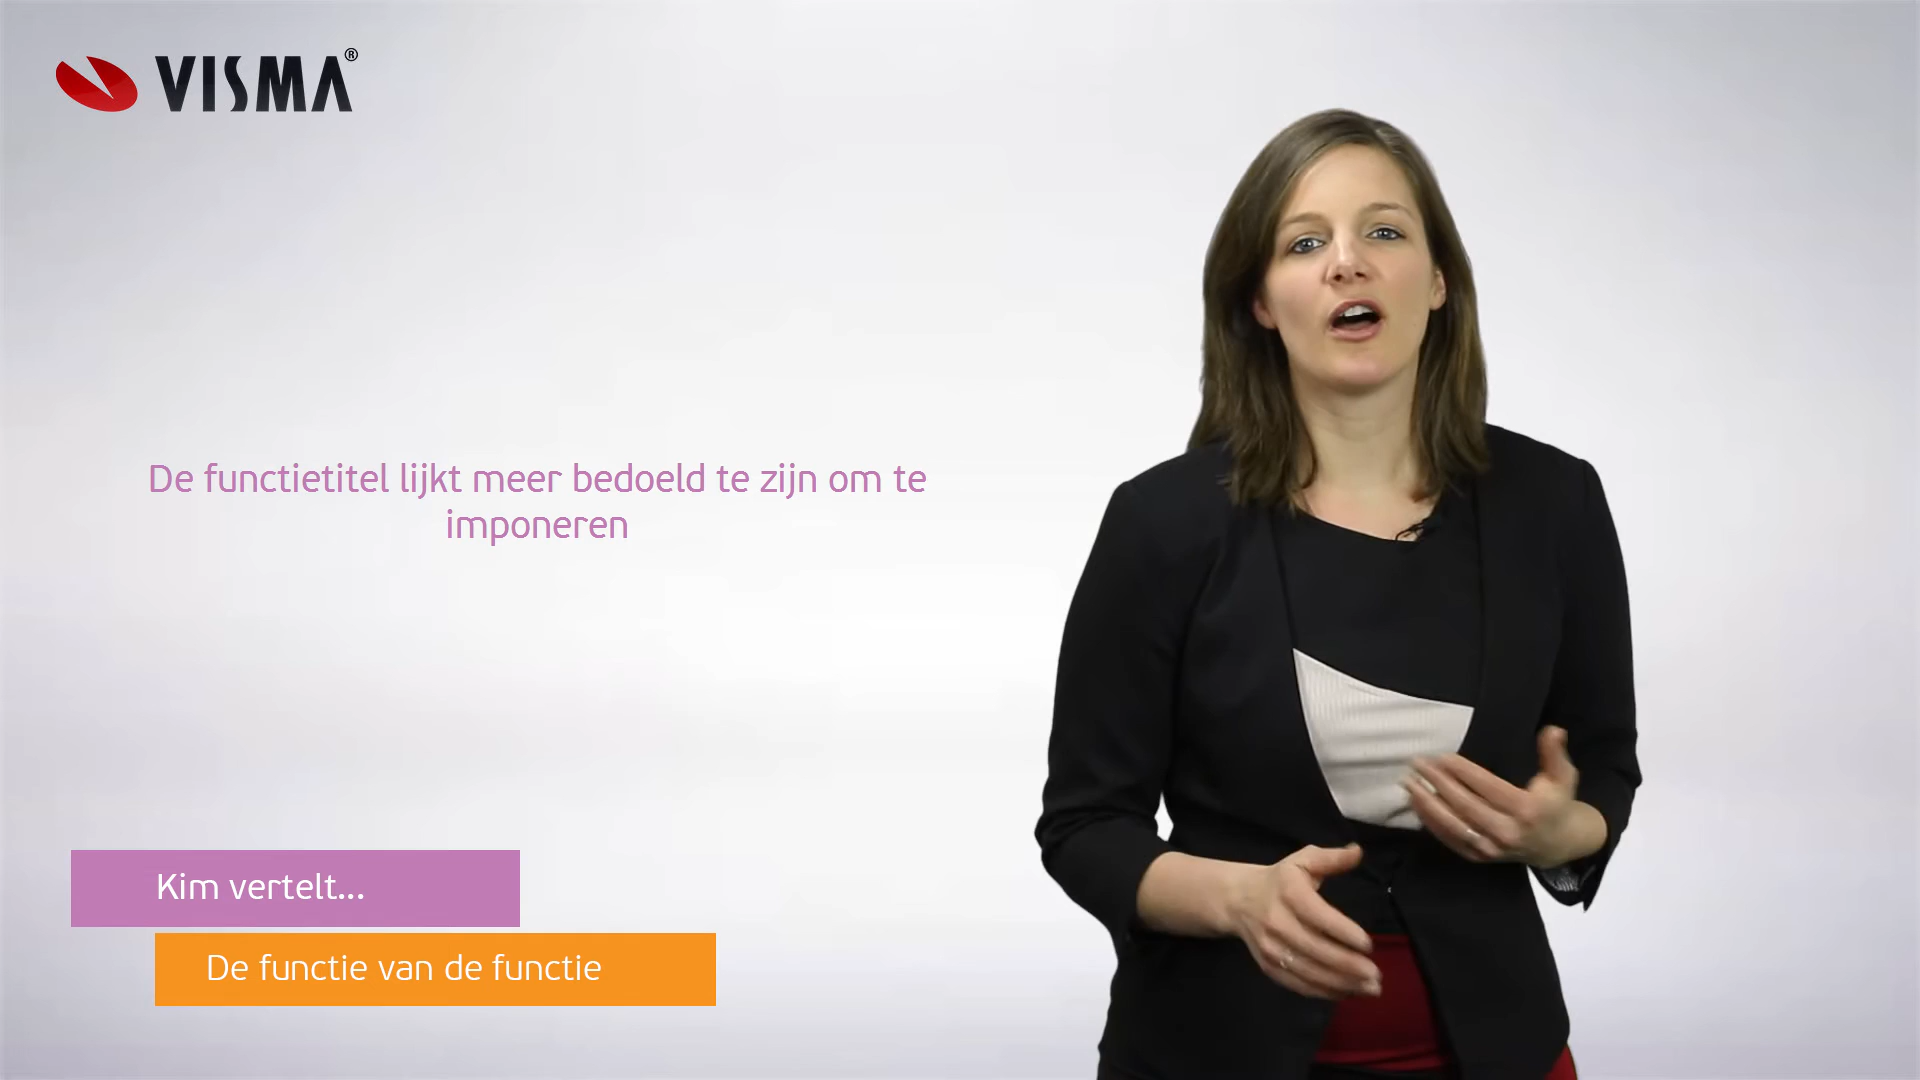 VISMA®
De functietitel lijkt meer bedoeld te zijn om te
imponeren
Kim vertelt...
De functie van de functie